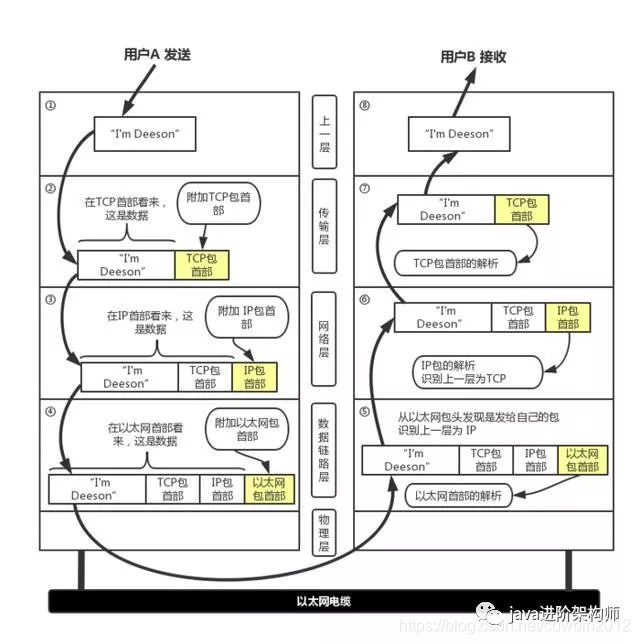 用户A 发送
用户B 接收
①
"I'm Deeson"
上一层
⑧
"I'm Deeson"
②
在TCP首部看来，
这是数据
附加TCP包首
部
"I'm
Deeson"
TCP包
首部
传输层
⑦
"I'm
Deeson"
TCP包
首部
TCP包首部的解析
③
在IP首部看来，这
是数据
附加 IP包首
部
"I'm
Deeson"
TCP包
首部
IP包
首部
网络层
⑥
"I'm
Deeson"
TCP包
首部
IP包
首部
IP包的解析
识别上一层为TCP
④
在以太网首部看
来，这是数据
附加以太网包
首部
"I'm
Deeson"
TCP包
首部
IP包
首部
以太网
包首部
数据链路层
⑤
从以太网包头发现是发给自己的包
识别上一层为 IP
"I'm
Deeson"
TCP包
首部
IP包
首部
以太网
包首部
以太网首部的解析
物理层
以太网电缆
java进阶架构师
https://blog.csdn.net/cowbin2012